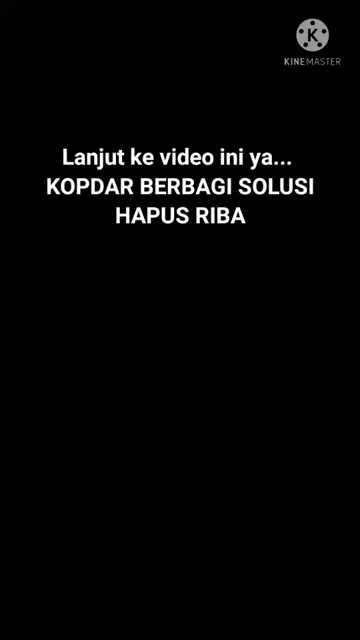 KINEMASTER
Lanjut ke video ini ya...
KOPDAR BERBAGI SOLUSI
HAPUS RIBA